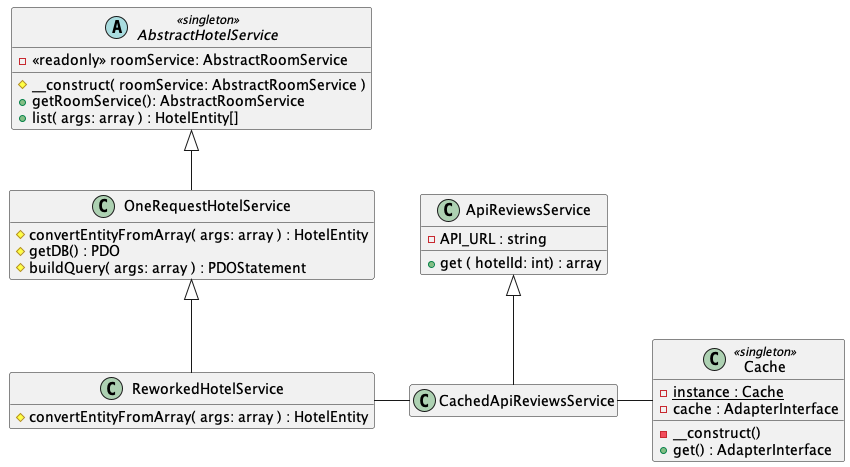 A
«singleton»
AbstractHotelService
«readonly» roomService: AbstractRoomService
__construct( roomService: AbstractRoomService )
getRoomService(): AbstractRoomService
list( args: array ) : HotelEntity[]
C OneRequestHotelService
convertEntityFromArray( args: array ) : HotelEntity
getDB() : PDO
buildQuery( args: array ) : PDOStatement
C ApiReviewsService
API_URL : string
get ( hotelId: int) : array
C ReworkedHotelService
convertEntityFromArray( args: array ) : HotelEntity
C CachedApiReviewsService
C
«singleton»
Cache
instance : Cache
cache : AdapterInterface
__construct()
get() : AdapterInterface